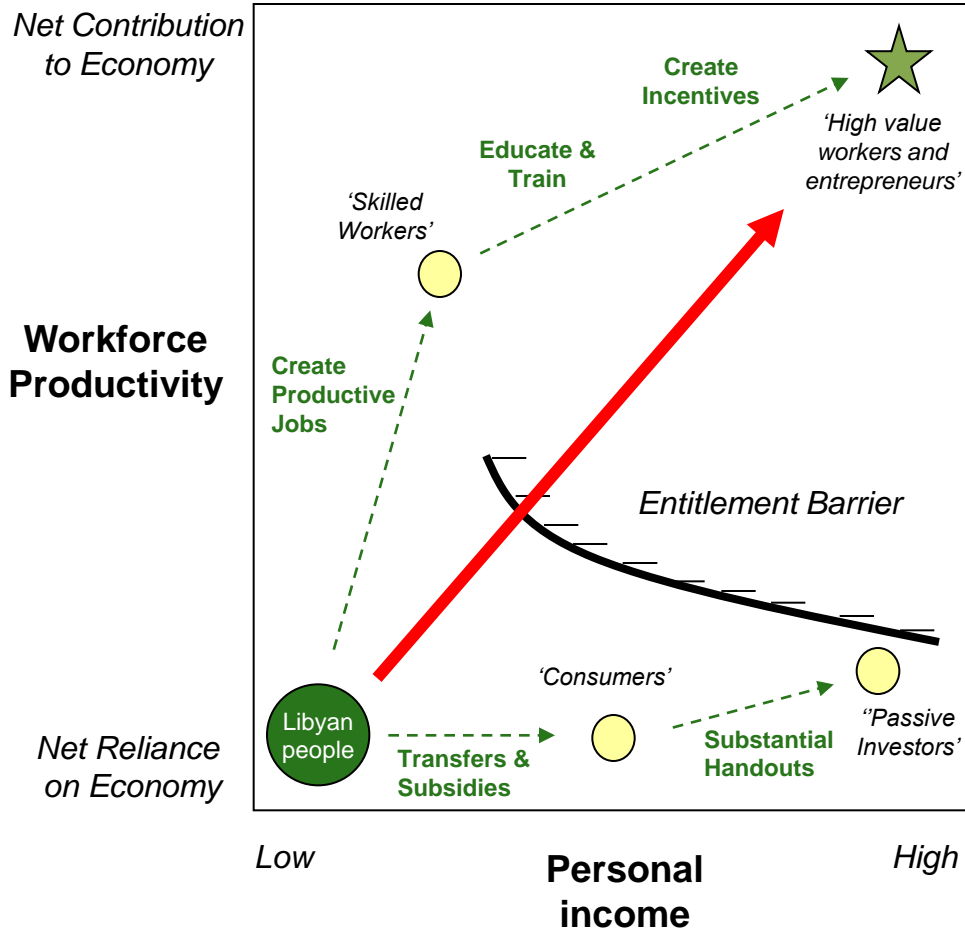 Net Contribution
to Economy
Create
Incentives
‘High value
workers and
entrepreneurs’
Educate &
Train
‘Skilled
Workers’
Workforce
Productivity
Create
Productive
Jobs
Entitlement Barrier
Libyan
people
‘Consumers’
Transfers &
Subsidies
Substantial
Handouts
‘’Passive
Investors’
Net Reliance
on Economy
Low
Personal
income
High